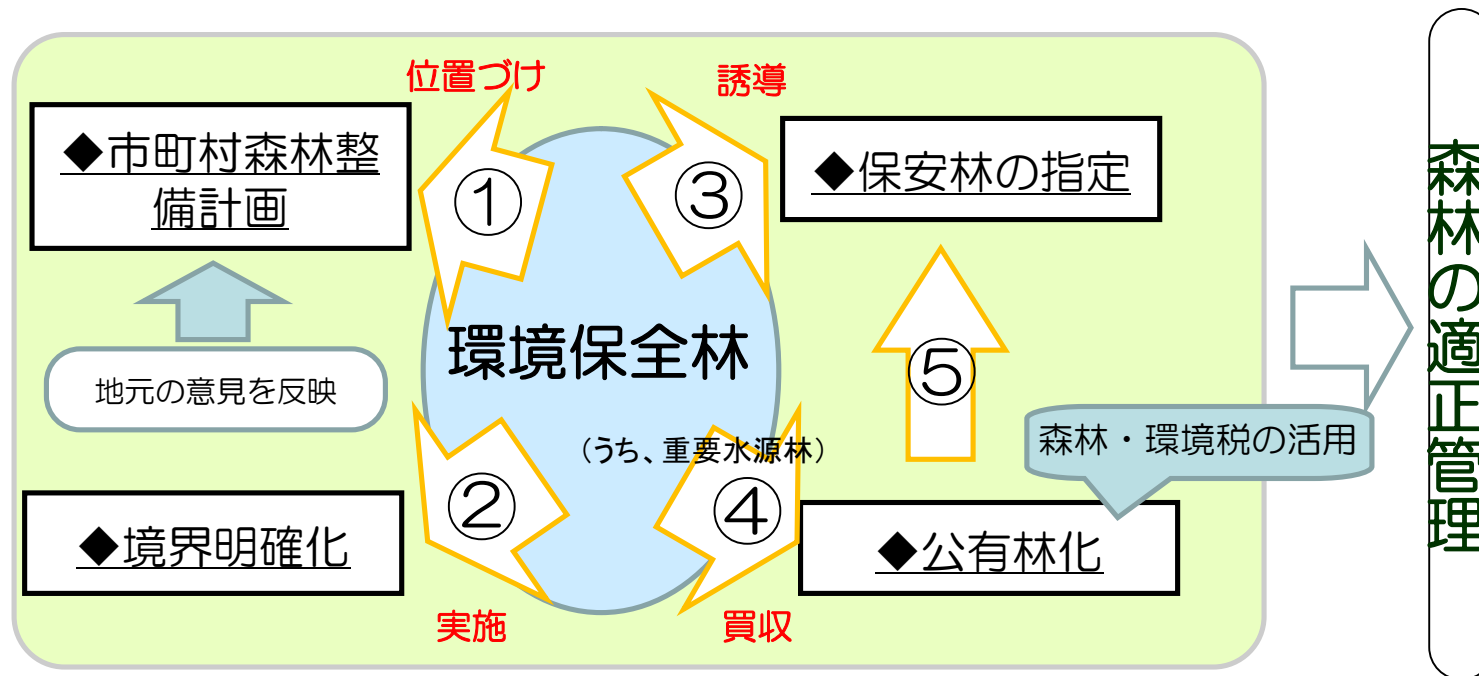 位置づけ
誘導
◆市町村森林整
備計画
①
③
◆保安林の指定
環境保全林
⑤
地元の意見を反映
（うち、重要水源林）
森林・環境税の活用
②
④
◆境界明確化
◆公有林化
実施
買収
森林の適正管理